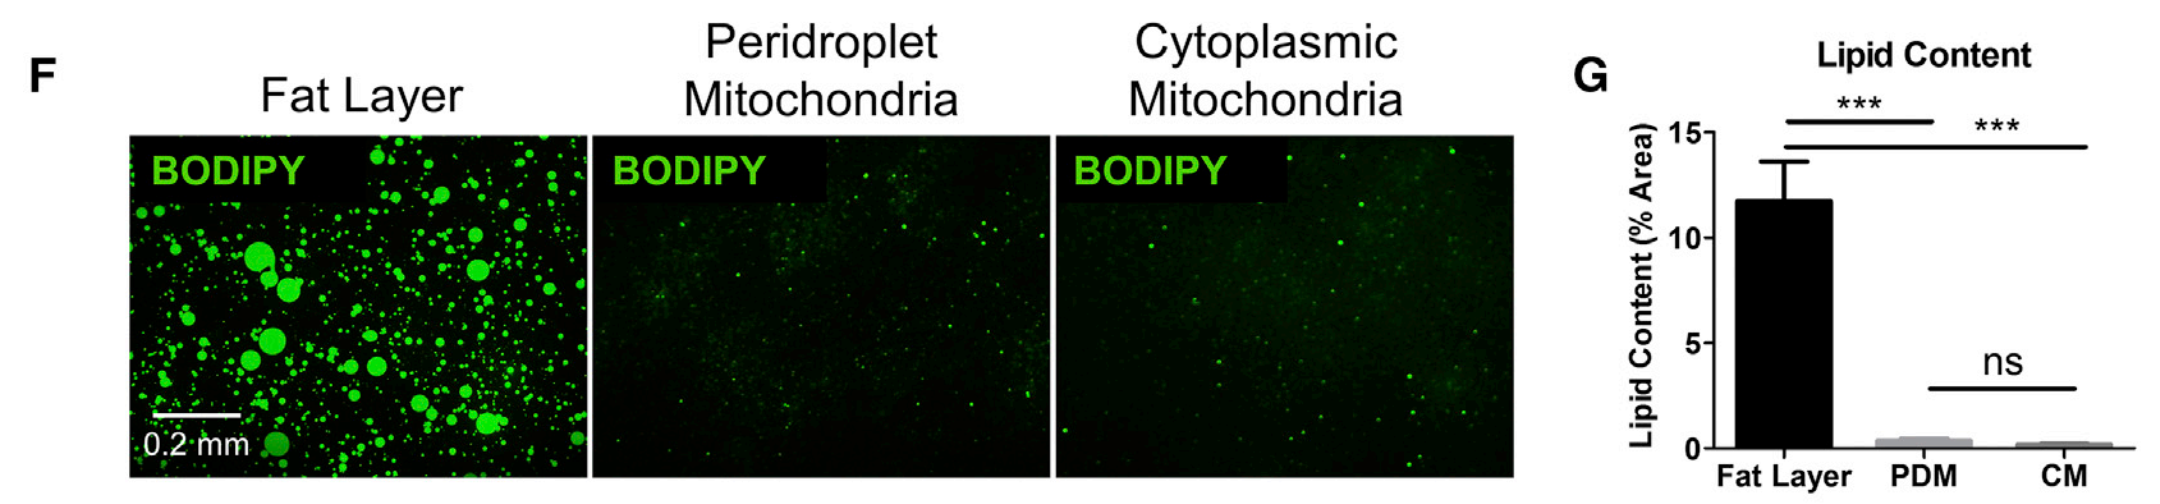 F
Fat Layer
Peridroplet
Mitochondria
Cytoplasmic
Mitochondria
BODIPY
BODIPY
BODIPY
0.2 mm
G
Lipid Content
***
***
ns
Lipid Content (% Area)
15
10
5
0
Fat Layer
PDM
CM